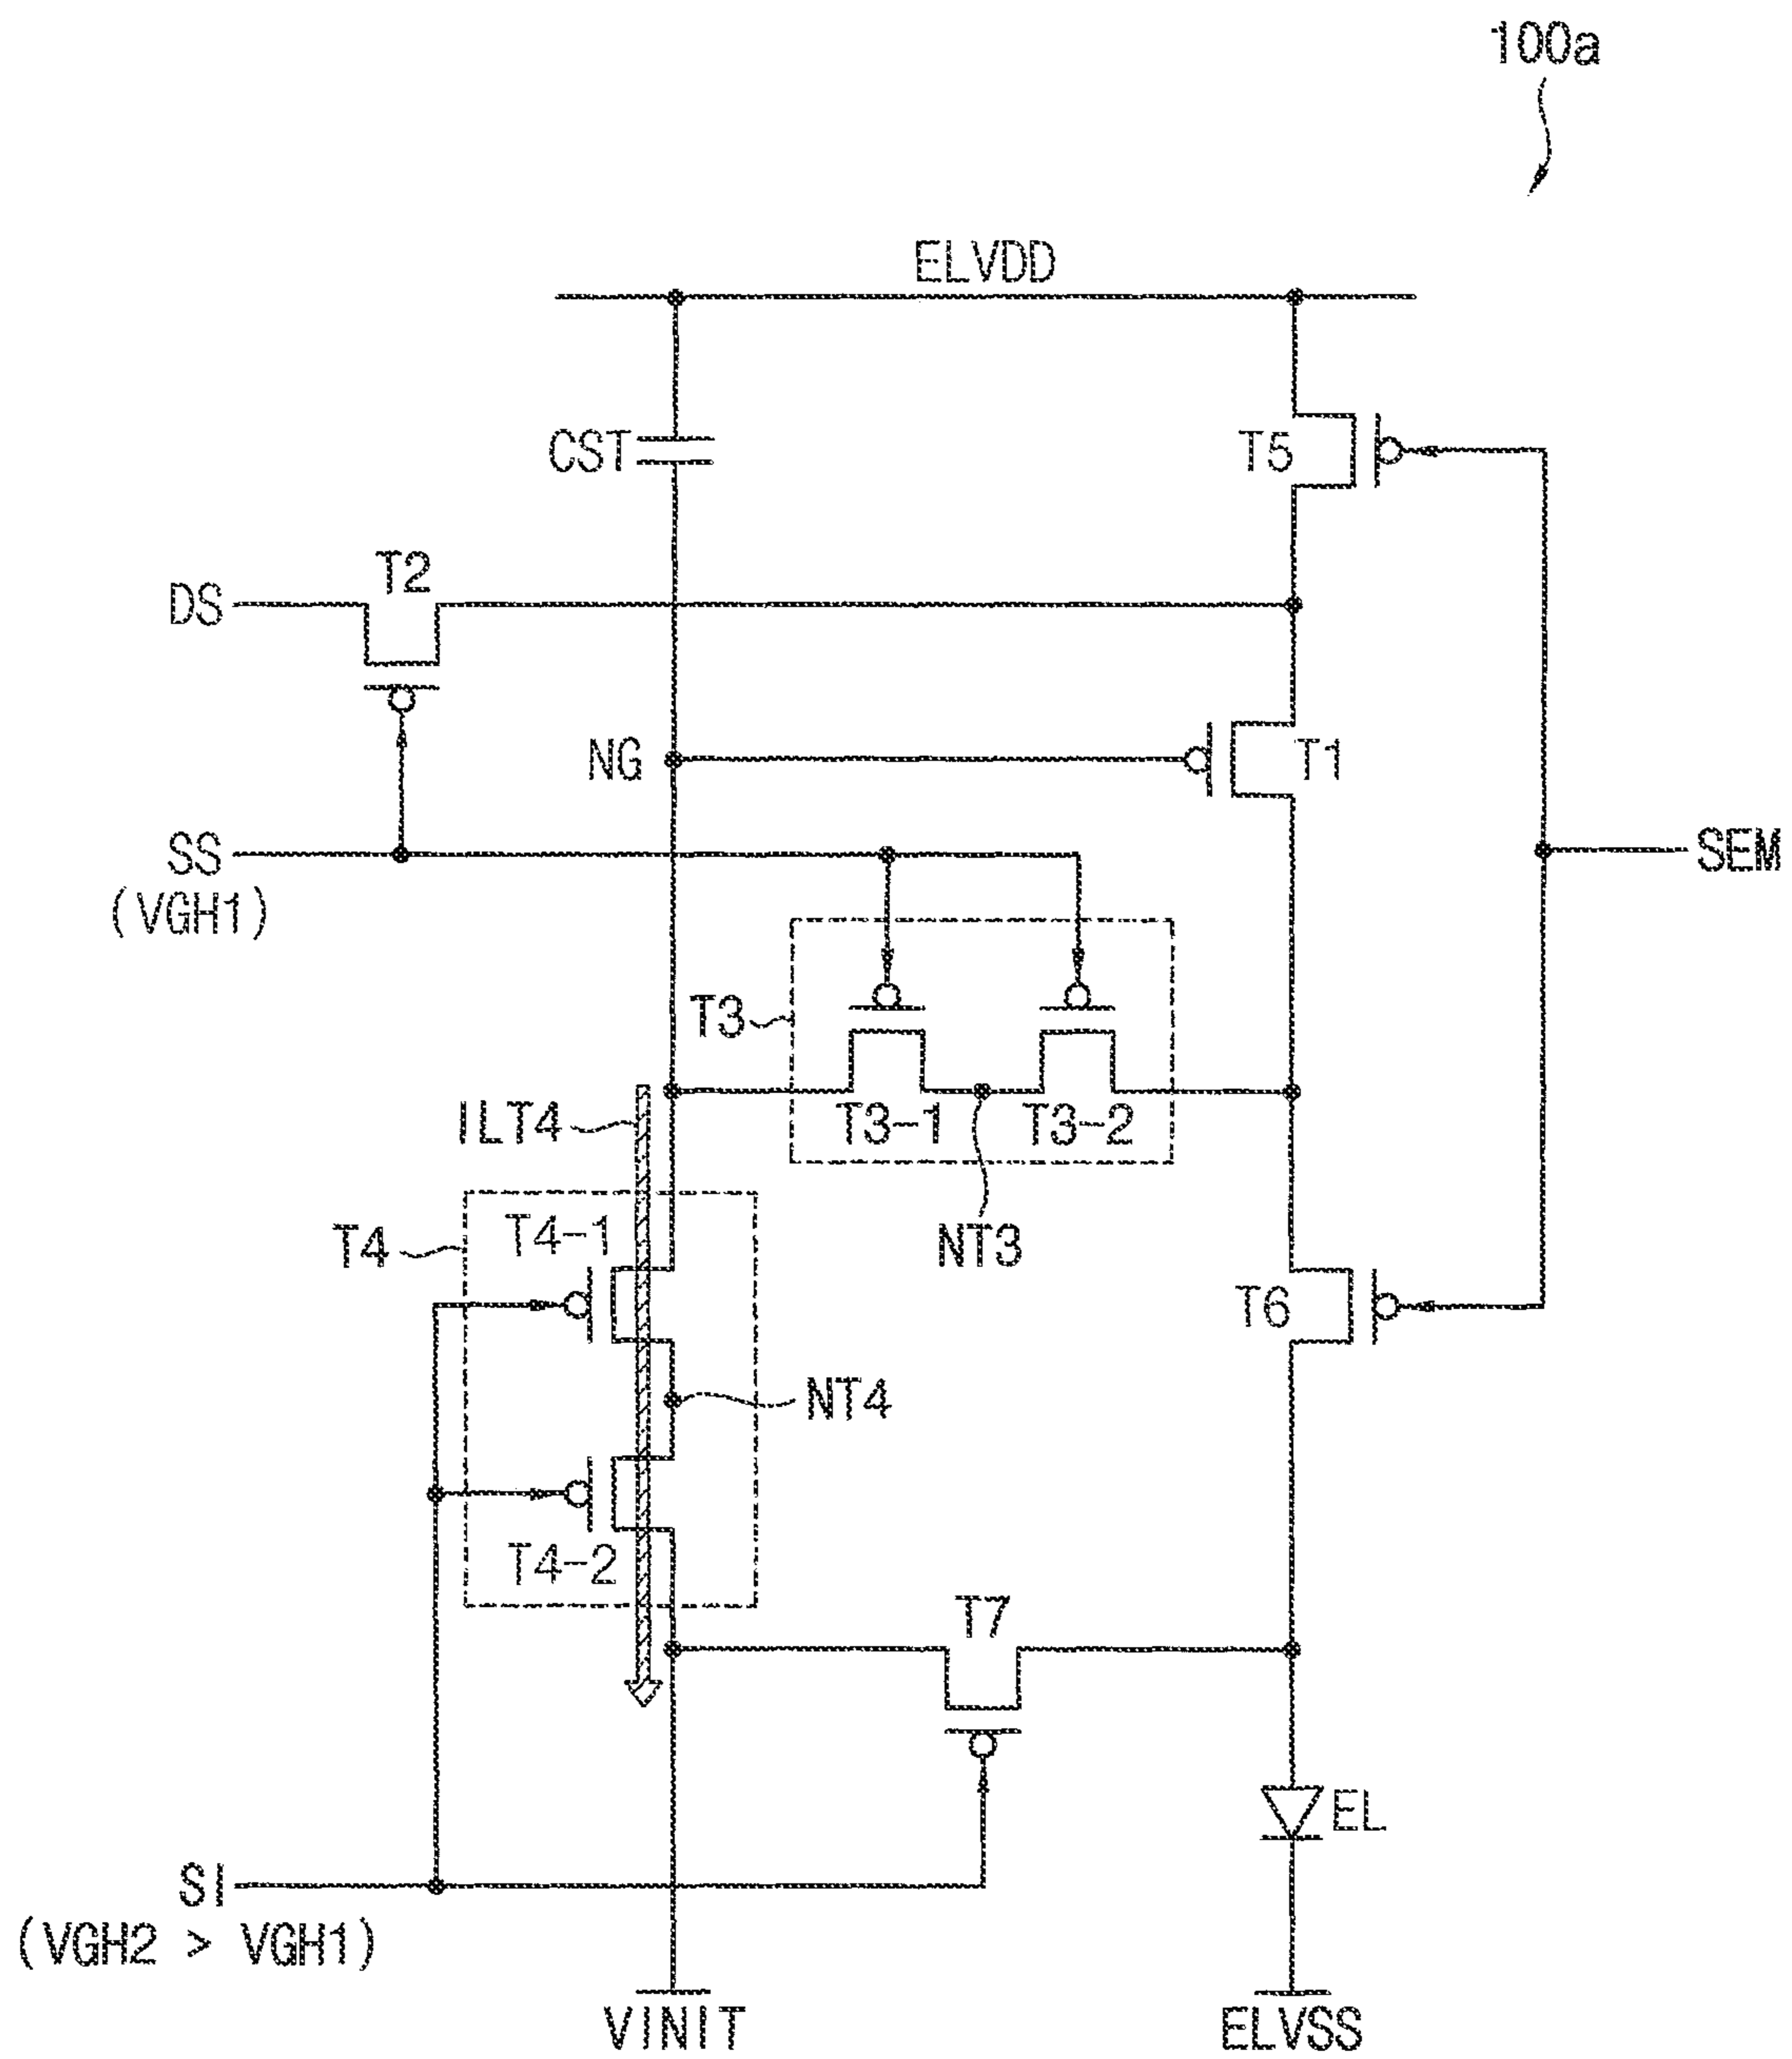 100a
ELVDD
CST
T5
T2
DS
NG
T1
SS
(VGH1)
SEM
T3
T3-1
T3-2
ILT4
NT3
T4
T4-1
T6
NT4
T4-2
T7
EL
SI
(VGH2 > VGH1)
VINIT
ELVSS